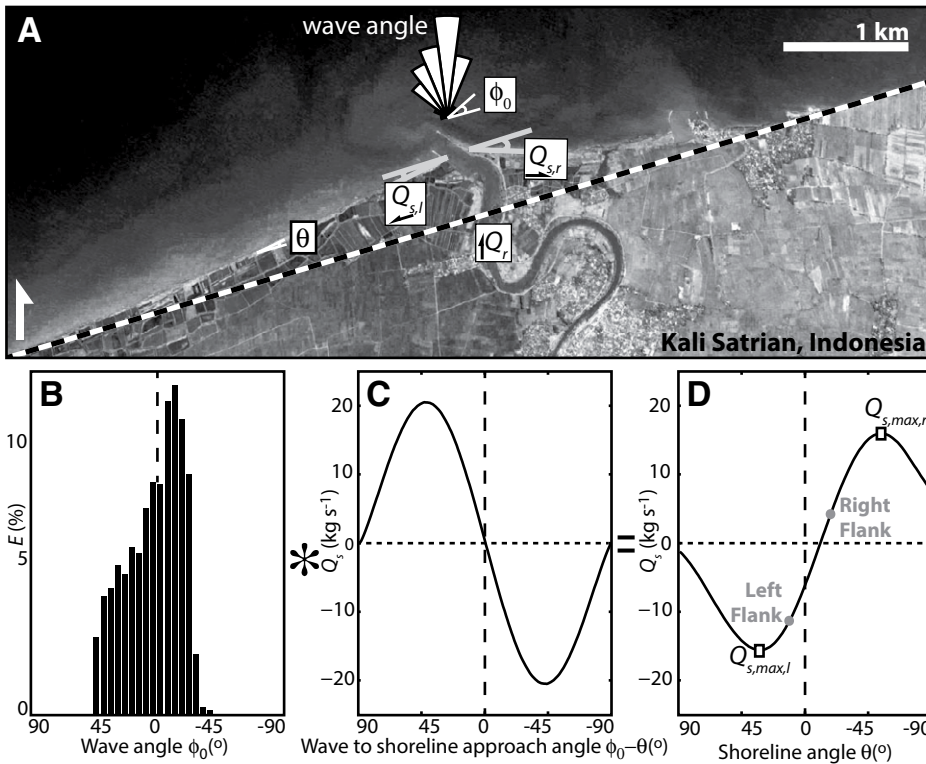 A
wave angle
1 km
ϕ0
Qs,r
Qs,l
θ
Qr
Kali Satrian, Indonesia
B
10
5
0
E (%)
90 45 0 -45 -90
Wave angle ϕ0(º)
*
C
20
10
0
−10
−20
Qs (kg s-1)
90 45 0 -45 -90
Wave to shoreline approach angle ϕ0−θ(º)
=
D
20
10
0
−10
−20
Qs (kg s-1)
Qs,max,r
Right
Flank
Left
Flank
Qs,max,l
90 45 0 -45 -90
Shoreline angle θ(º)